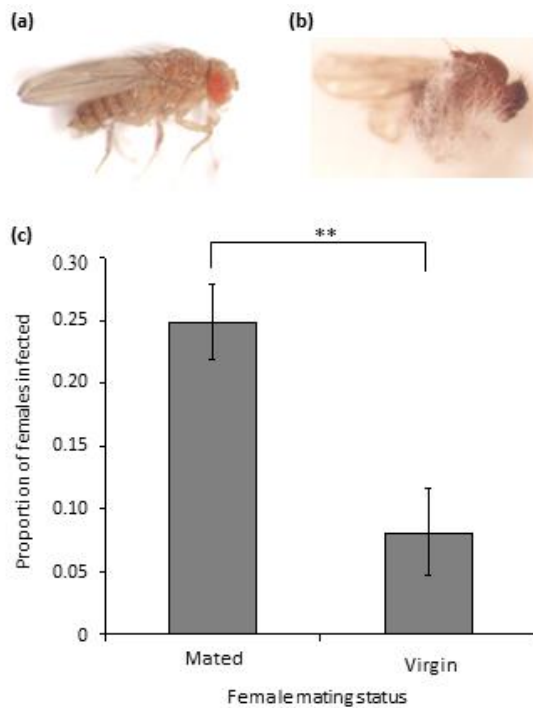 (a)
(b)
(c)
**
0.30
0.25
0.20
0.15
0.10
0.05
0
Proportion of females infected
Mated
Virgin
Female mating status